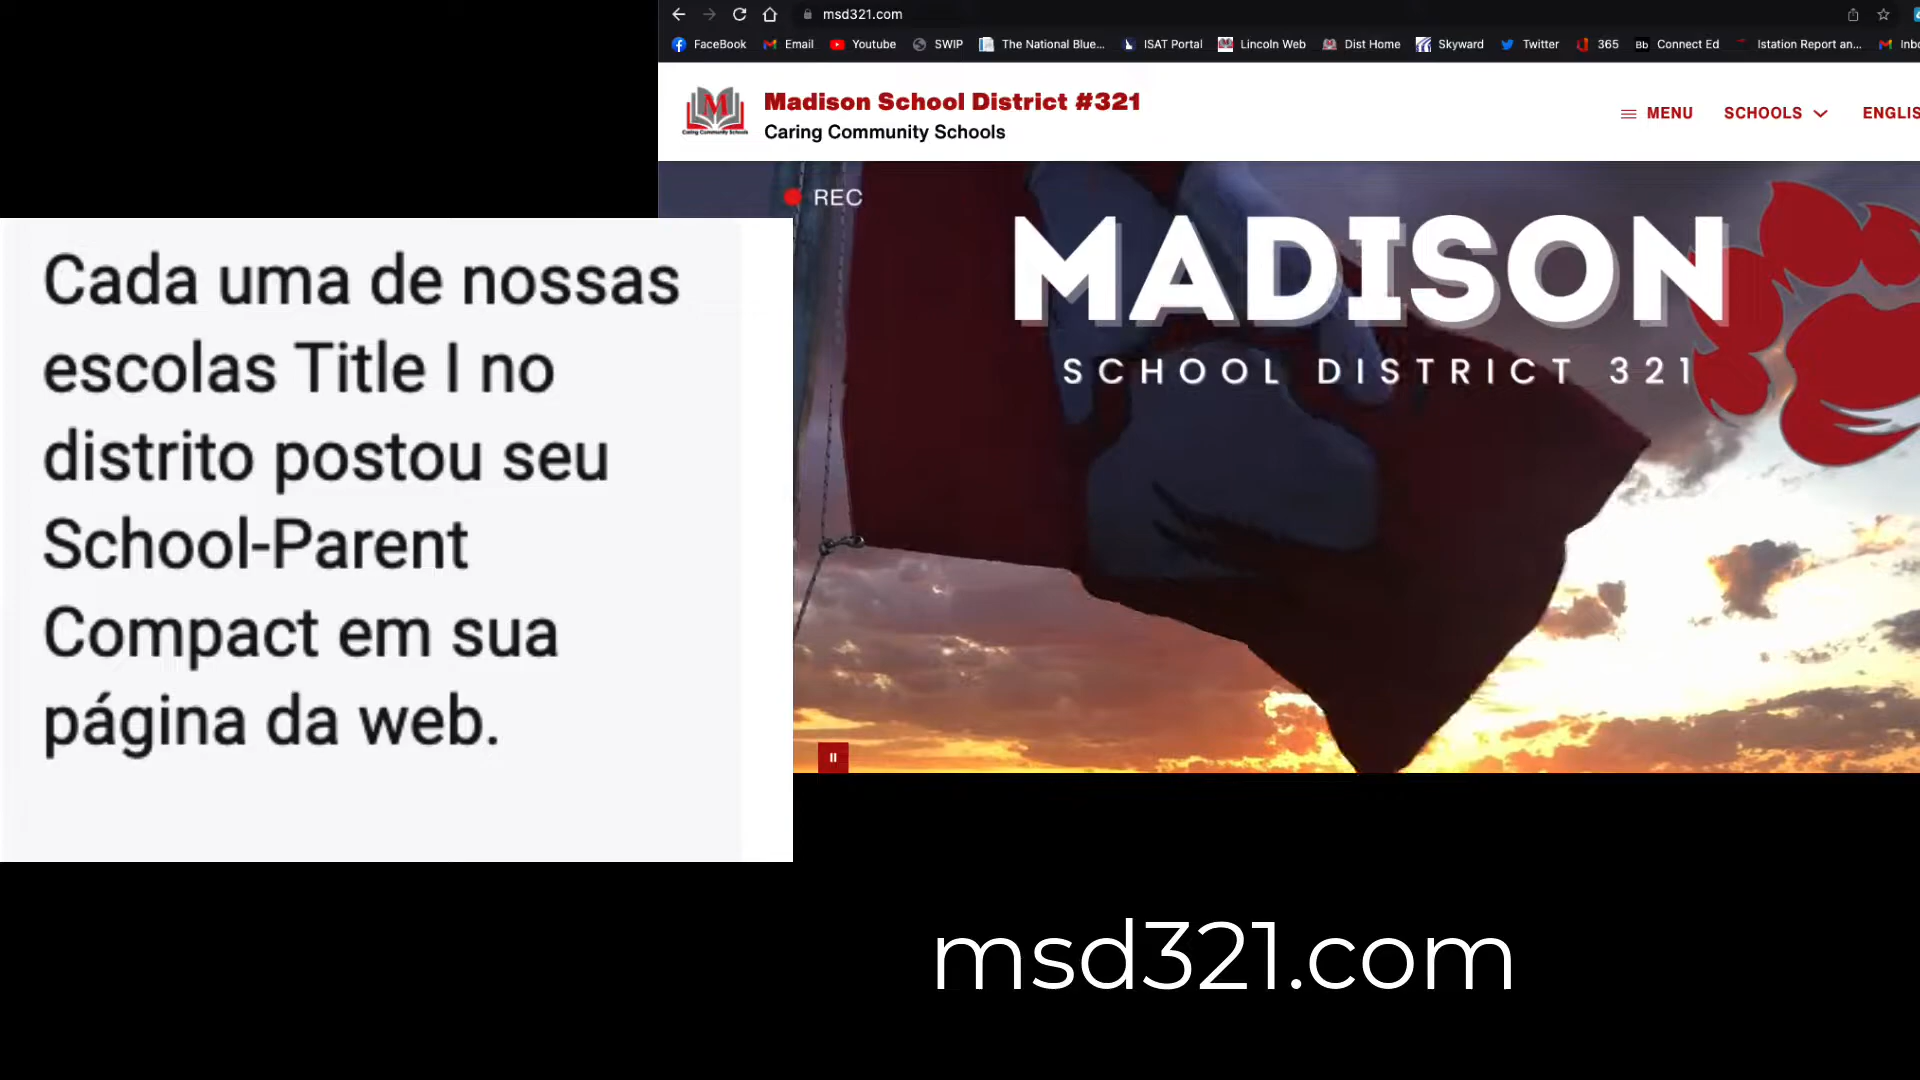 msd321.com
FaceBook Email Youtube SWIP The National Blue... ISAT Portal Lincoln Web Dist Home Skyward Twitter 365 Connect Ed Istation Report an...
Madison School District #321
Caring Community Schools
MENU SCHOOLS
REC
MADISON
SCHOOL DISTRICT 321
Cada uma de nossas
escolas Title I no
distrito postou seu
School-Parent
Compact em sua
página da web.
msd321.com